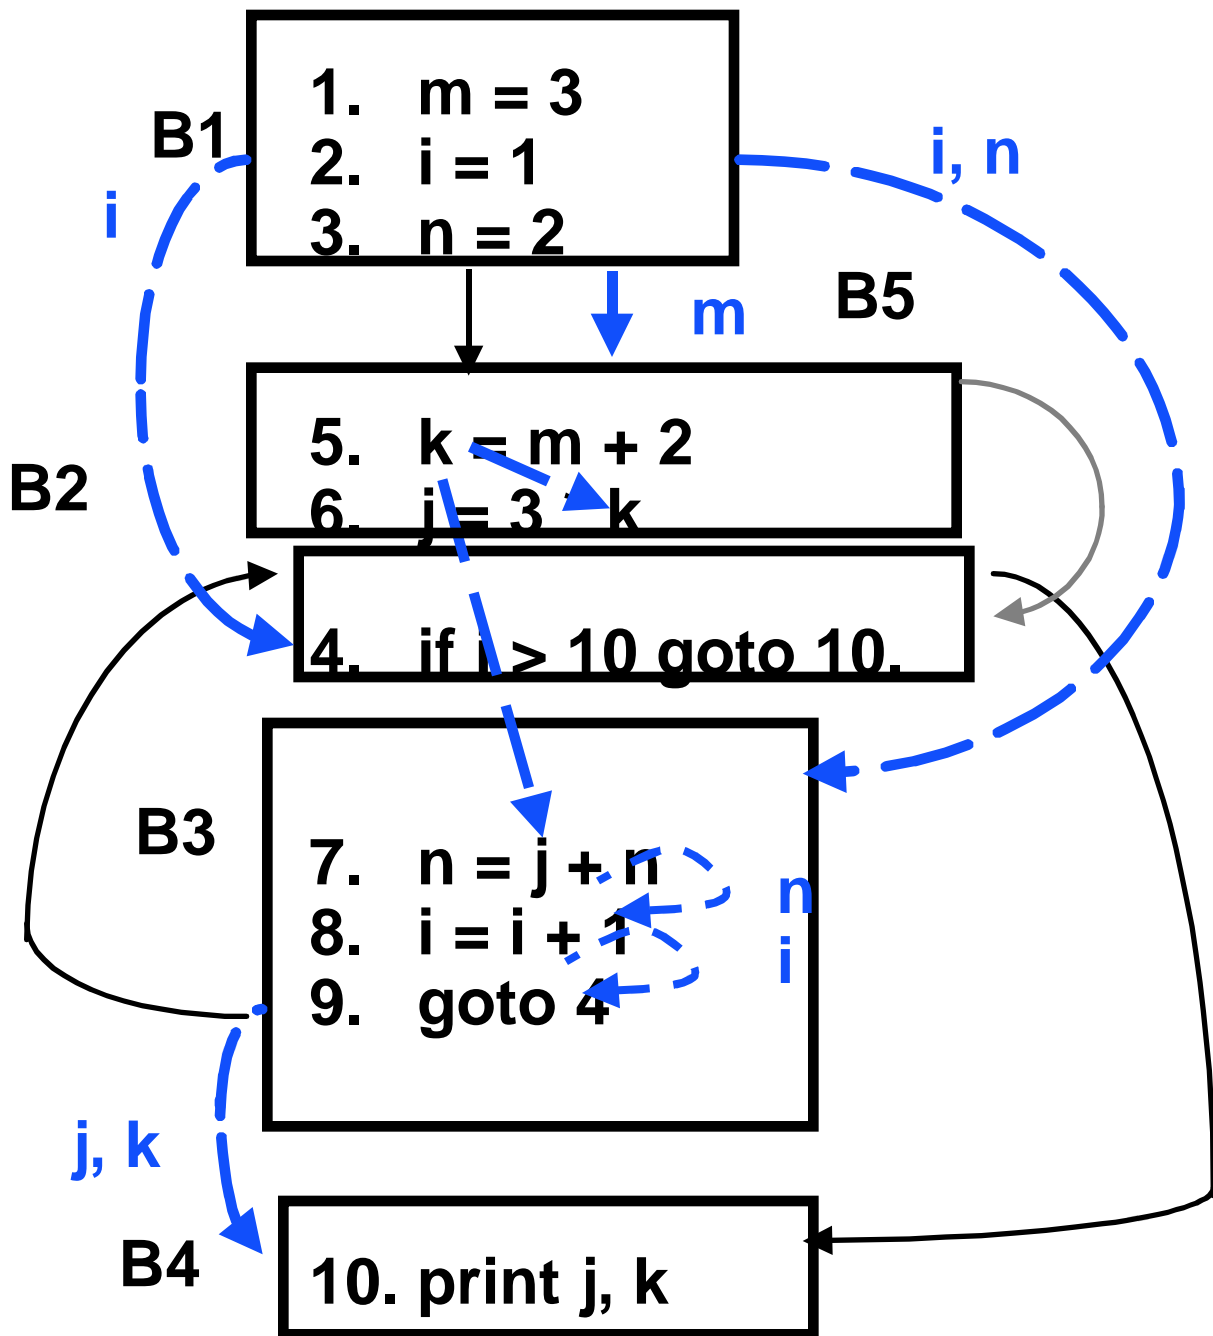 1. m = 3
B1
2. i = 1
i, n
i
3. n = 2
B5
m
5. k = m + 2
B2
6. j = 3 k
4. if i > 10 goto 10.
B3
7. n = j + n
n
8. i = i + 1
i
9. goto 4
j, k
B4
10. print j, k